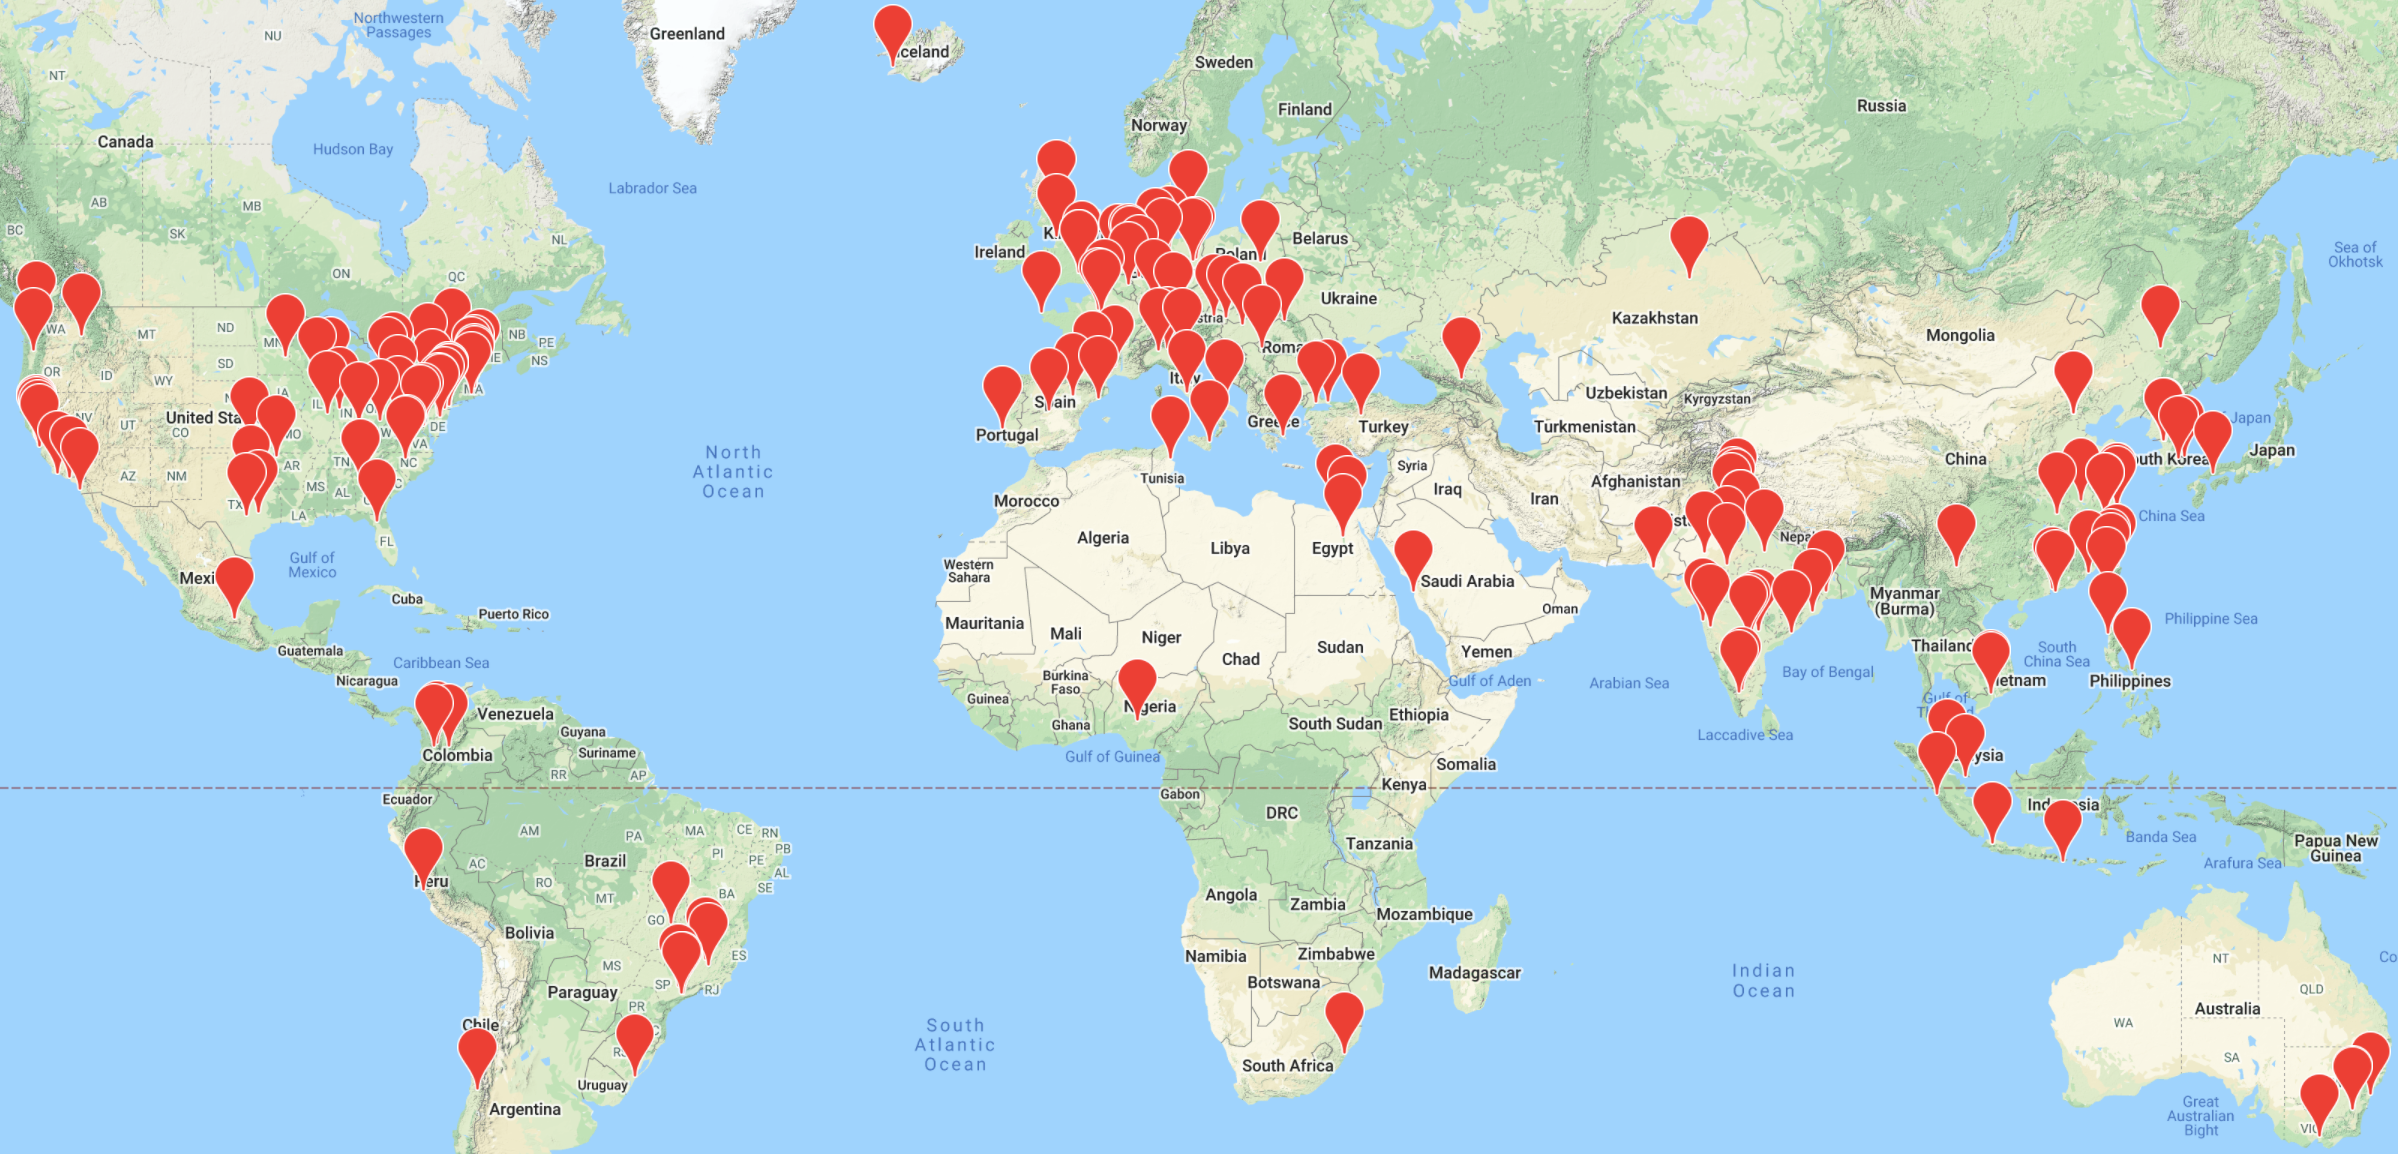 Northwestern
Passages
NU
Greenland
Iceland
Sweden
NT
Finland
Russia
Norway
Canada
Hudson Bay
Labrador Sea
AB
MB
SK
BC
NL
ON
QC
Ireland
Poland
Belarus
Sea of
Okhotsk
Ukraine
WA
MT
ND
MN
NB
PE
NS
Kazakhstan
Mongolia
OR
ID
WY
SD
IA
Roma
Italy
Uzbekistan
Kyrgyzstan
NV
UT
CO
United Sta
MO
IL
IN
MA
DE
VA
Spain
Portugal
Greece
Turkey
Turkmenistan
Japan
Japan
South Korea
China
AZ
NM
AR
TN
NC
MS
AL
TX
LA
FL
North
Atlantic
Ocean
Tunisia
Syria
Iraq
Iran
Afghanistan
Morocco
Algeria
Libya
Egypt
Nepal
China Sea
Gulf of
Mexico
Mexi
Cuba
Puerto Rico
Western
Sahara
Saudi Arabia
Oman
Myanmar
(Burma)
Mauritania
Mali
Niger
Chad
Sudan
Yemen
Philippine Sea
Guatemala
Caribbean Sea
Nicaragua
Burkina
Faso
Guinea
Ghana
Nigeria
Gulf of Aden
Arabian Sea
Bay of Bengal
Thailand
South
China Sea
Vietnam
Philippines
Gulf of
Venezuela
Guyana
Suriname
Colombia
South Sudan
Ethiopia
Laccadive Sea
Gulf of Guinea
Somalia
Kenya
RR
AP
Ecuador
Gabon
DRC
Indonesia
Banda Sea
Papua New
Guinea
Arafura Sea
AM
PA
MA
CE
RN
PB
PI
PE
AL
SE
Brazil
AC
RO
MT
BA
Peru
Tanzania
Angola
Zambia
Mozambique
GO
Bolivia
ES
MS
Namibia
Zimbabwe
Botswana
Madagascar
Indian
Ocean
NT
Co
QLD
Australia
WA
SA
SP
RJ
Paraguay
PR
Chile
South
Atlantic
Ocean
South Africa
Uruguay
Argentina
Great
Australian
Bight